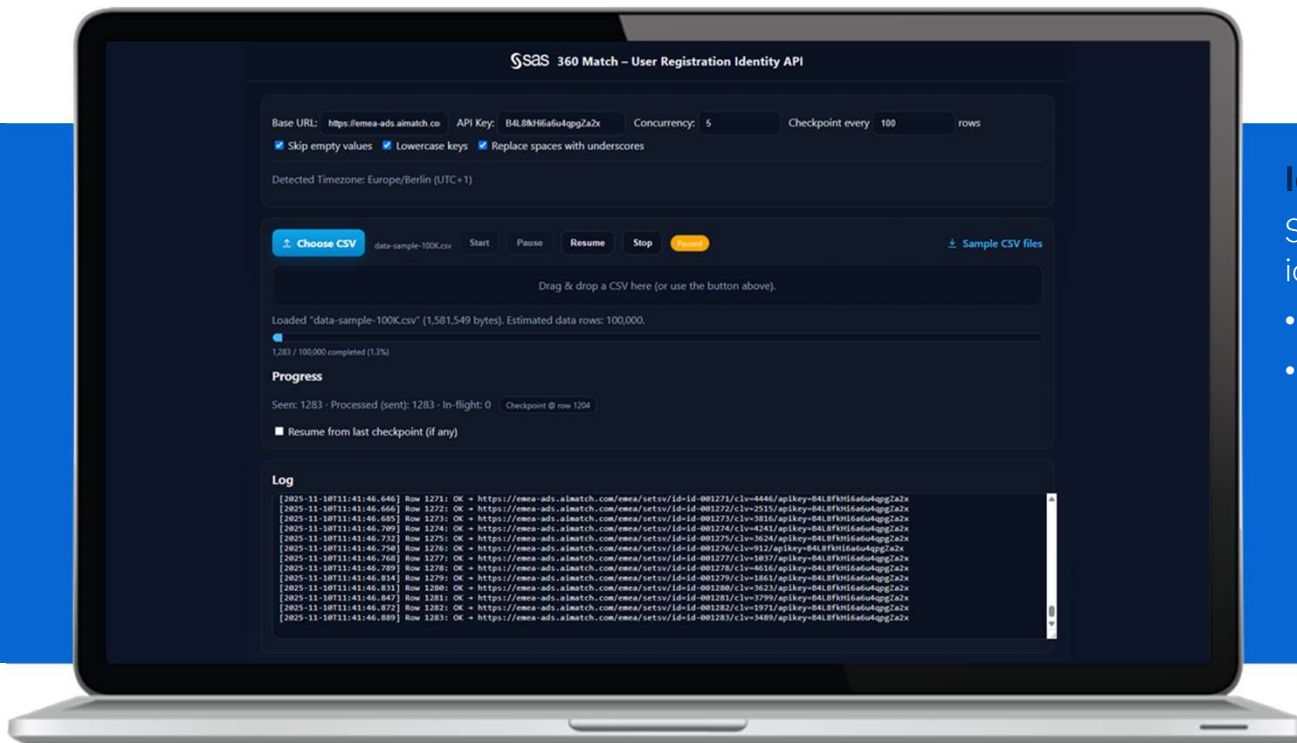 sas 360 Match – User Registration Identity API
Base URL: https://emea-ads.aimatch.co API Key: B4L8fkHi6a6u4qpgZa2x Concurrency: 5 Checkpoint every 100 rows
Skip empty values Lowercase keys Replace spaces with underscores
Detected Timezone: Europe/Berlin (UTC+1)
Choose CSV data-sample-100K.csv Start Pause Resume Stop Paused Sample CSV files
Drag & drop a CSV here (or use the button above).
Loaded "data-sample-100K.csv" (1,581,549 bytes). Estimated data rows: 100,000.
1,283 / 100,000 completed (1.3%)
Progress
Seen: 1283 · Processed (sent): 1283 · In-flight: 0 Checkpoint @ row 1204
Resume from last checkpoint (if any)
Log
[2025-11-10T11:41:46.646] Row 1271: OK → https://emea-ads.aimatch.com/emea/setsv/id=id-001271/clv=4446/apikey=B4L8fkHi6a6u4qpgZa2x
[2025-11-10T11:41:46.666] Row 1272: OK → https://emea-ads.aimatch.com/emea/setsv/id=id-001272/clv=2515/apikey=B4L8fkHi6a6u4qpgZa2x
[2025-11-10T11:41:46.685] Row 1273: OK → https://emea-ads.aimatch.com/emea/setsv/id=id-001273/clv=3816/apikey=B4L8fkHi6a6u4qpgZa2x
[2025-11-10T11:41:46.709] Row 1274: OK → https://emea-ads.aimatch.com/emea/setsv/id=id-001274/clv=4241/apikey=B4L8fkHi6a6u4qpgZa2x
[2025-11-10T11:41:46.732] Row 1275: OK → https://emea-ads.aimatch.com/emea/setsv/id=id-001275/clv=3624/apikey=B4L8fkHi6a6u4qpgZa2x
[2025-11-10T11:41:46.750] Row 1276: OK → https://emea-ads.aimatch.com/emea/setsv/id=id-001276/clv=912/apikey=B4L8fkHi6a6u4qpgZa2x
[2025-11-10T11:41:46.768] Row 1277: OK → https://emea-ads.aimatch.com/emea/setsv/id=id-001277/clv=1037/apikey=B4L8fkHi6a6u4qpgZa2x
[2025-11-10T11:41:46.789] Row 1278: OK → https://emea-ads.aimatch.com/emea/setsv/id=id-001278/clv=4616/apikey=B4L8fkHi6a6u4qpgZa2x
[2025-11-10T11:41:46.814] Row 1279: OK → https://emea-ads.aimatch.com/emea/setsv/id=id-001279/clv=1861/apikey=B4L8fkHi6a6u4qpgZa2x
[2025-11-10T11:41:46.831] Row 1280: OK → https://emea-ads.aimatch.com/emea/setsv/id=id-001280/clv=3623/apikey=B4L8fkHi6a6u4qpgZa2x
[2025-11-10T11:41:46.847] Row 1281: OK → https://emea-ads.aimatch.com/emea/setsv/id=id-001281/clv=3799/apikey=B4L8fkHi6a6u4qpgZa2x
[2025-11-10T11:41:46.872] Row 1282: OK → https://emea-ads.aimatch.com/emea/setsv/id=id-001282/clv=1971/apikey=B4L8fkHi6a6u4qpgZa2x
[2025-11-10T11:41:46.889] Row 1283: OK → https://emea-ads.aimatch.com/emea/setsv/id=id-001283/clv=3489/apikey=B4L8fkHi6a6u4qpgZa2x